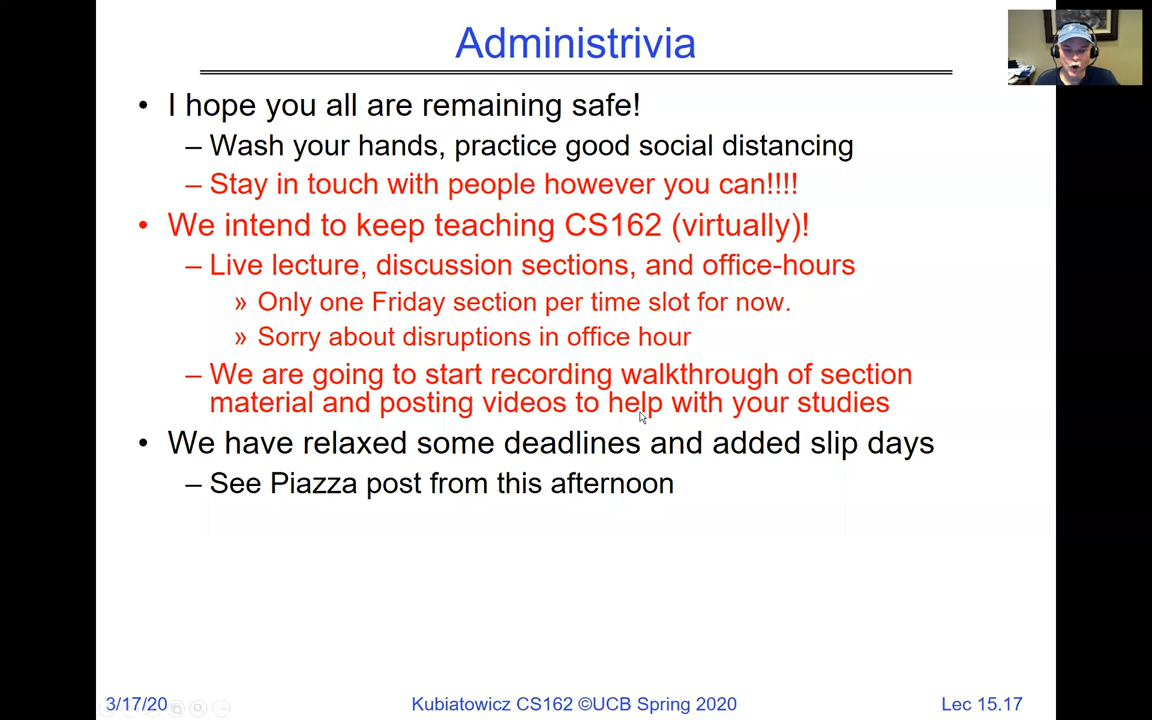 Administrivia
• I hope you all are remaining safe!
– Wash your hands, practice good social distancing
– Stay in touch with people however you can!!!!
• We intend to keep teaching CS162 (virtually)!
– Live lecture, discussion sections, and office-hours
» Only one Friday section per time slot for now.
» Sorry about disruptions in office hour
– We are going to start recording walkthrough of section
material and posting videos to help with your studies
• We have relaxed some deadlines and added slip days
– See Piazza post from this afternoon
3/17/20
Kubiatowicz CS162 ©UCB Spring 2020
Lec 15.17